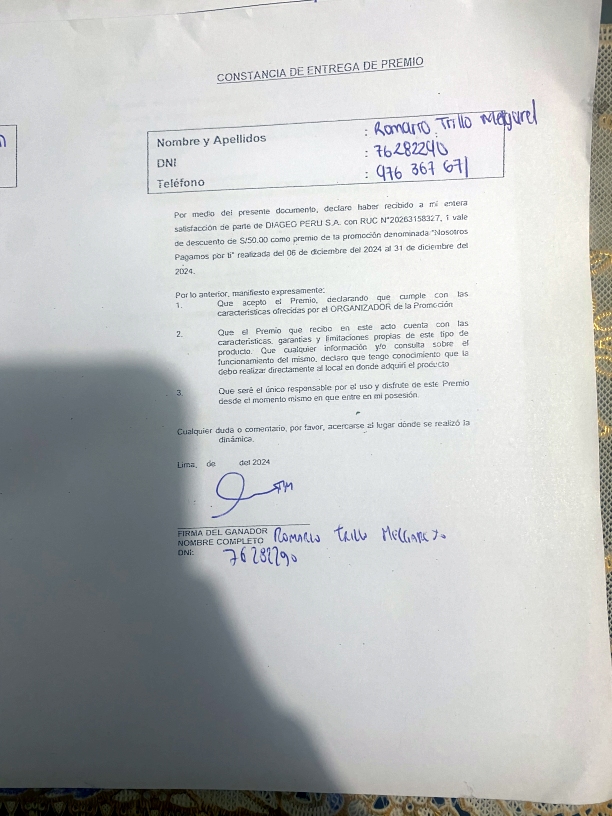 CONSTANCIA DE ENTREGA DE PREMIO
Nombre y Apellidos : Romario Trillo
DNI : 76282290
Teléfono : 976 367 671
Por medio del presente documento, declaro haber recibido a mi entera
satisfacción de parte de DIAGEO PERU S.A. con RUC N°20263158327, 1 vale
de descuento de S/50.00 como premio de la promoción denominada "Nosotros
Pagamos por ti" realizada del 06 de diciembre del 2024 al 31 de diciembre del
2024.
Por lo anterior, manifiesto expresamente:
1. Que acepto el Premio, declarando que cumple con las
características ofrecidas por el ORGANIZADOR de la Promoción
2. Que el Premio que recibo en este acto cuenta con las
características, garantías y limitaciones propias de este tipo de
producto. Que cualquier información y/o consulta sobre el
funcionamiento del mismo, declaro que tengo conocimiento que la
debo realizar directamente al local en donde adquirí el producto
3. Que seré el único responsable por el uso y disfrute de este Premio
desde el momento mismo en que entre en mi posesión.
Cualquier duda o comentario, por favor, acercarse al lugar donde se realizó la
dinámica.
Lima, de del 2024
FIRMA DEL GANADOR
NOMBRE COMPLETO ROMARIO TRILLO
DNI: 76282290